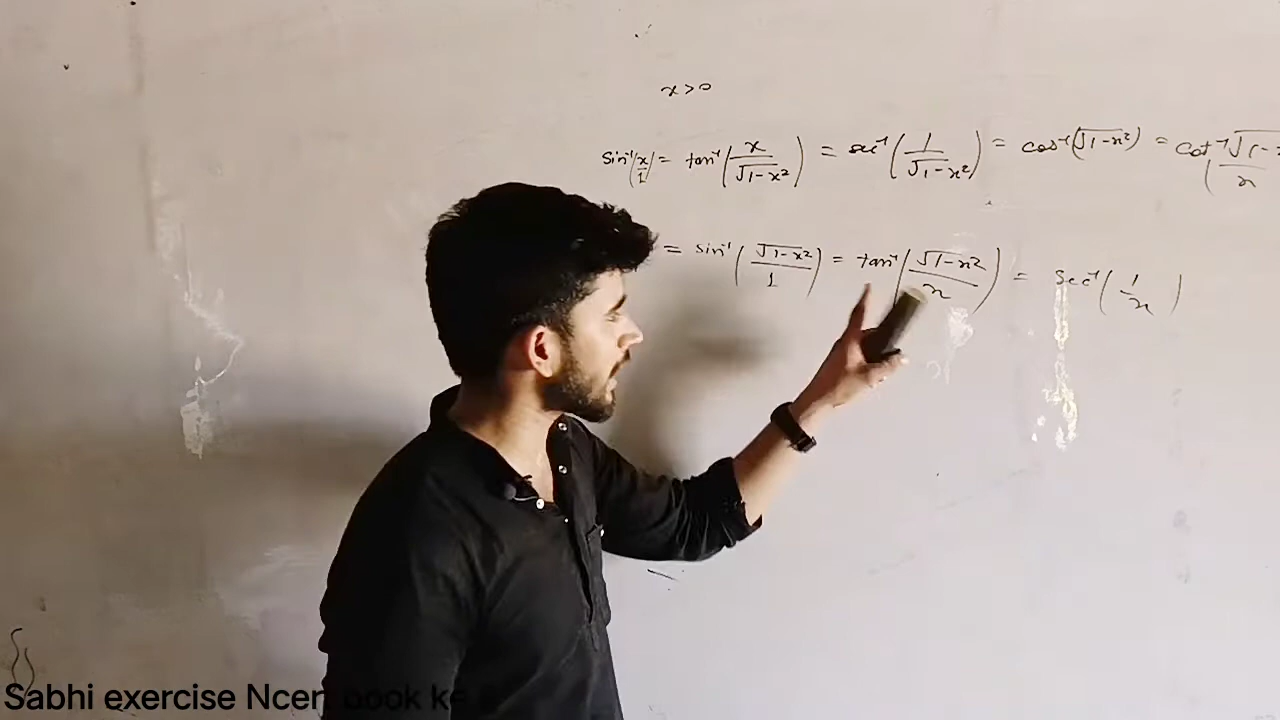 x>0
sin⁻¹(x/1) = tan⁻¹(x/√1-x²) = sec⁻¹(1/√1-x²) = cos⁻¹(√1-x²) = cot⁻¹(√1-
= sin⁻¹(√1-x²/1) = tan⁻¹(√1-x²/x) = sec⁻¹(1/x)
Sabhi exercise Ncert book ke